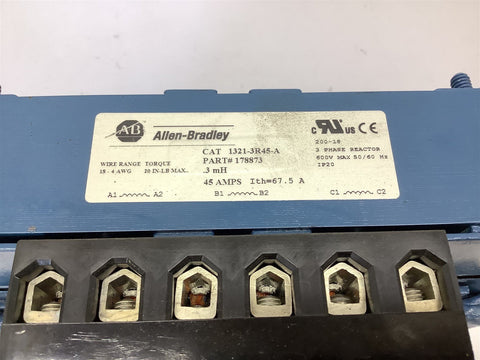 AB
Allen-Bradley
CAT 1321-3R45-A
PART# 178873
.3 mH
45 AMPS Ith=67.5 A
WIRE RANGE TORQUE
18 - 4 AWG 20 IN-LB MAX.
A1 A2
B1 B2
C1 C2
c UR US CE
200-18
3 PHASE REACTOR
600V MAX 50/60 Hz
IP20